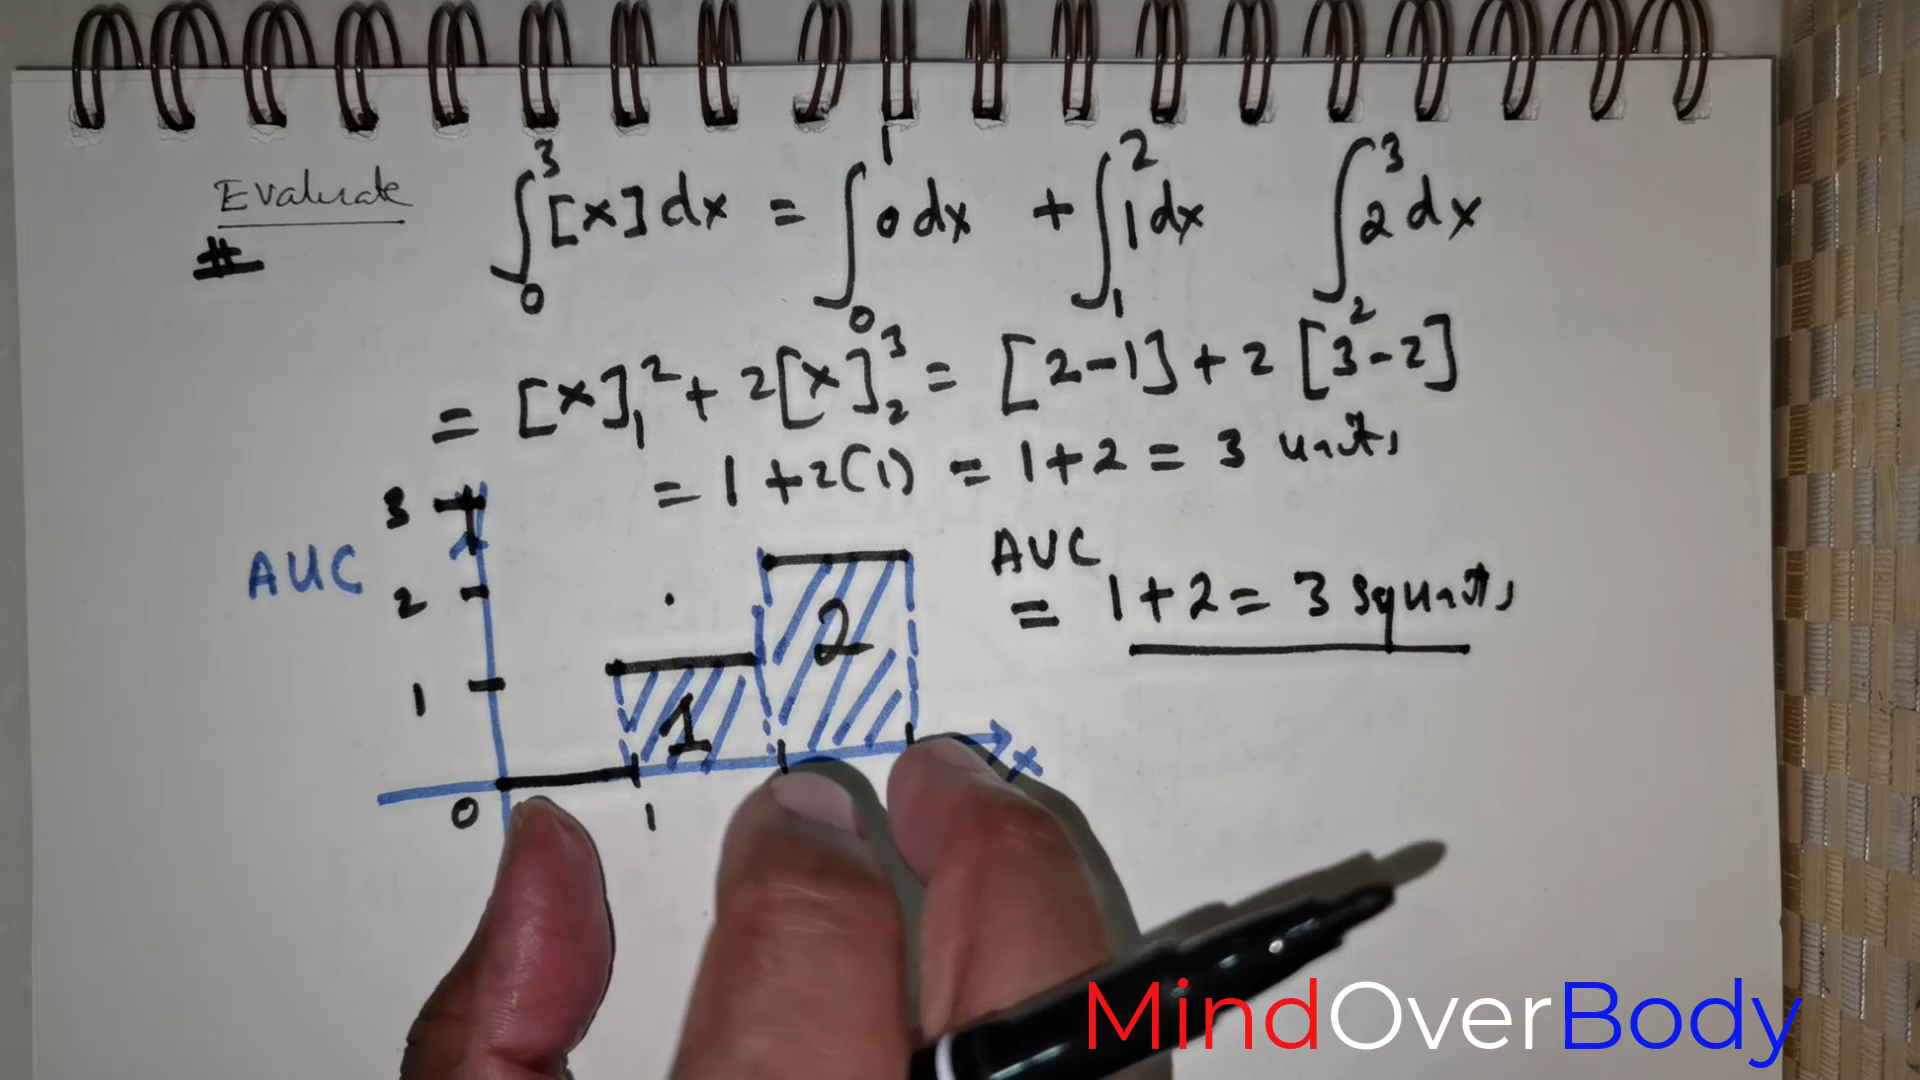 Evaluate
#
∫₀³ [x] dx = ∫₀¹ 0 dx + ∫₁² 1 dx ∫₂³ 2 dx
= [x]₁² + 2[x]₂³ = [2-1] + 2 [3-2]
= 1 + 2(1) = 1+2 = 3 units
AUC
3
2
1
0
1
1
2
x
AUC
= 1+2 = 3 squnits
MindOverBody